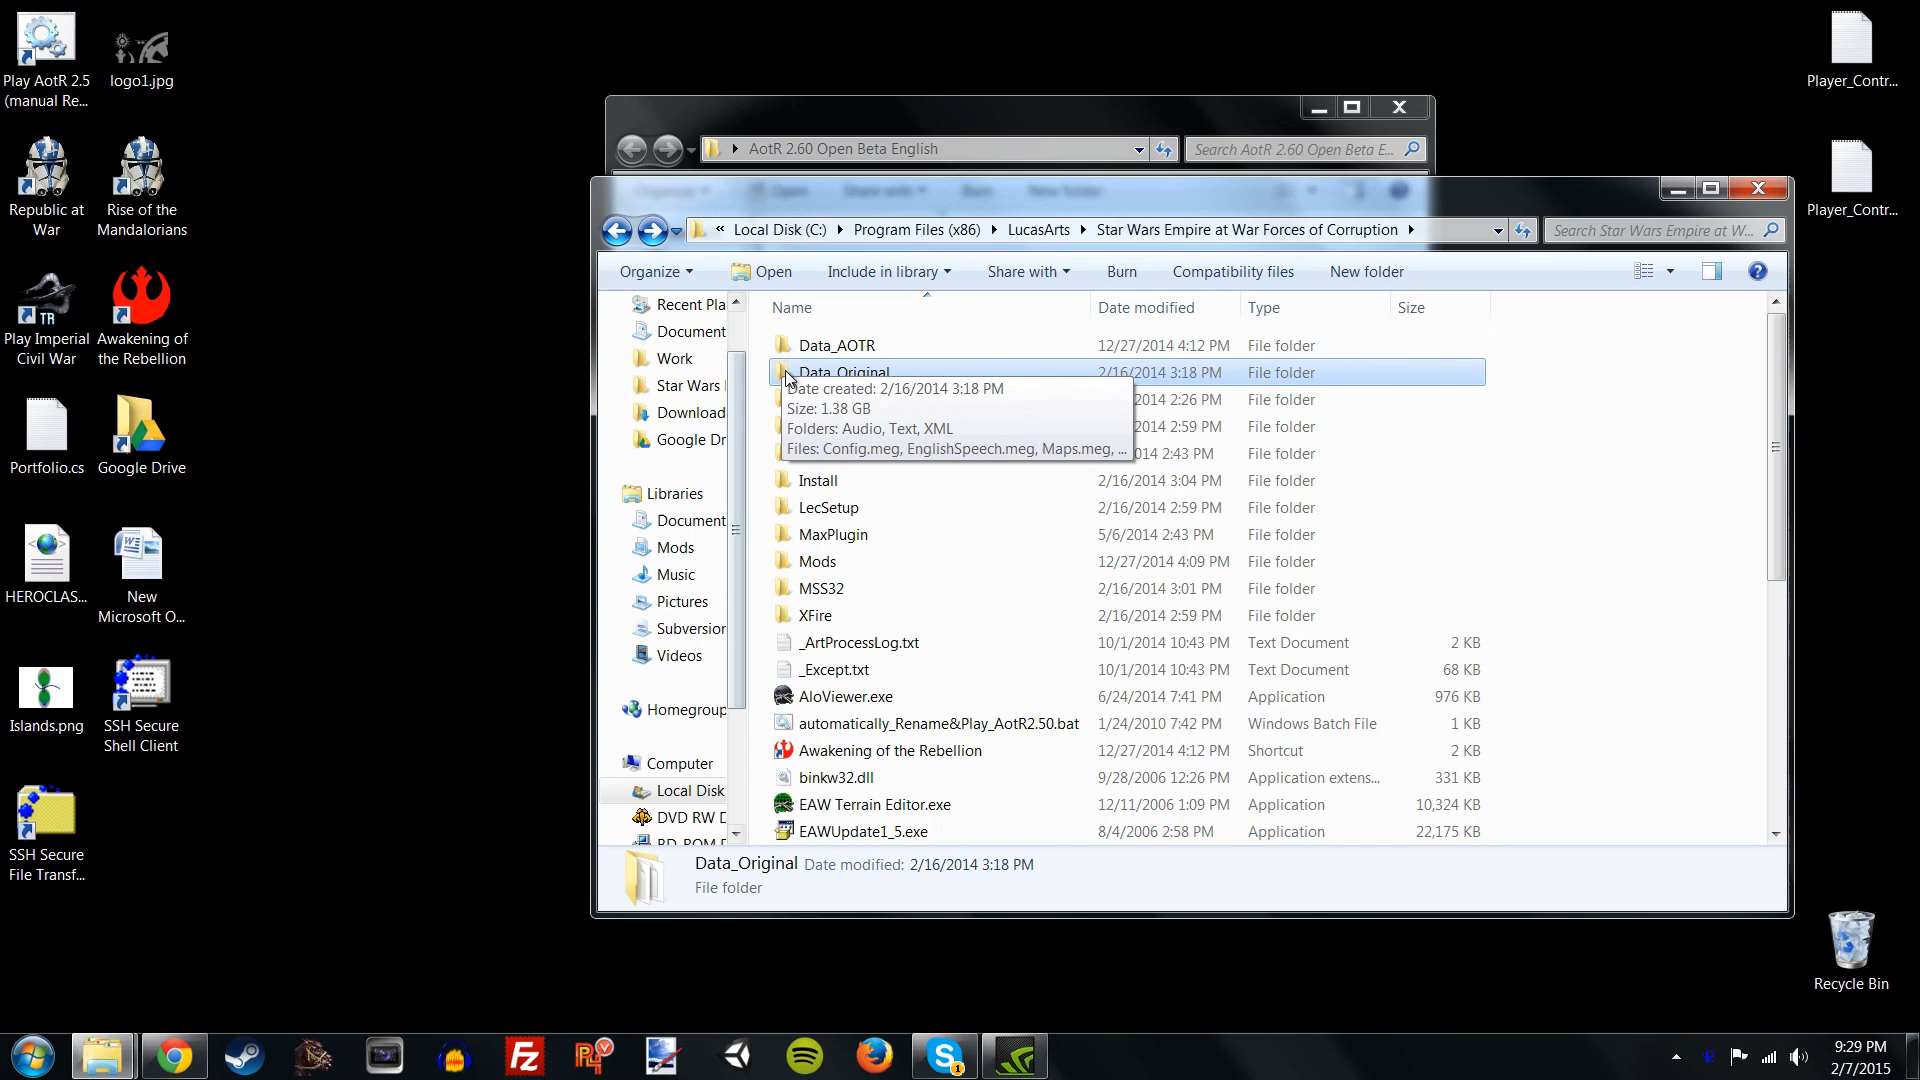 Play AotR 2.5
(manual Re...
logo1.jpg
Republic at
War
Rise of the
Mandalorians
Play Imperial
Civil War
TR
Awakening of
the Rebellion
Portfolio.cs
Google Drive
HEROCLAS...
New
Microsoft O...
Islands.png
SSH Secure
Shell Client
SSH Secure
File Transf...
Player_Contr...
Player_Contr...
Recycle Bin
AotR 2.60 Open Beta English
Search AotR 2.60 Open Beta E...
Organize Open Share with Burn New folder
« Local Disk (C:) Program Files (x86) LucasArts Star Wars Empire at War Forces of Corruption
Search Star Wars Empire at W...
Organize Open Include in library Share with Burn Compatibility files New folder
Recent Pla
Document
Work
Star Wars
Download
Google Dr
Libraries
Document
Mods
Music
Pictures
Subversion
Videos
Homegroup
Computer
Local Disk
DVD RW D
BD-ROM D
Name Date modified Type Size
Data_AOTR 12/27/2014 4:12 PM File folder
Data_Original 2/16/2014 3:18 PM File folder
2014 2:26 PM File folder
2014 2:59 PM File folder
014 2:43 PM File folder
Date created: 2/16/2014 3:18 PM
Size: 1.38 GB
Folders: Audio, Text, XML
Files: Config.meg, EnglishSpeech.meg, Maps.meg, ...
Install 2/16/2014 3:04 PM File folder
LecSetup 2/16/2014 2:59 PM File folder
MaxPlugin 5/6/2014 2:43 PM File folder
Mods 12/27/2014 4:09 PM File folder
MSS32 2/16/2014 3:01 PM File folder
XFire 2/16/2014 2:59 PM File folder
_ArtProcessLog.txt 10/1/2014 10:43 PM Text Document 2 KB
_Except.txt 10/1/2014 10:43 PM Text Document 68 KB
AloViewer.exe 6/24/2014 7:41 PM Application 976 KB
automatically_Rename&Play_AotR2.50.bat 1/24/2010 7:42 PM Windows Batch File 1 KB
Awakening of the Rebellion 12/27/2014 4:12 PM Shortcut 2 KB
binkw32.dll 9/28/2006 12:26 PM Application extens... 331 KB
EAW Terrain Editor.exe 12/11/2006 1:09 PM Application 10,324 KB
EAWUpdate1_5.exe 8/4/2006 2:58 PM Application 22,175 KB
Data_Original Date modified: 2/16/2014 3:18 PM
File folder
9:29 PM
2/7/2015